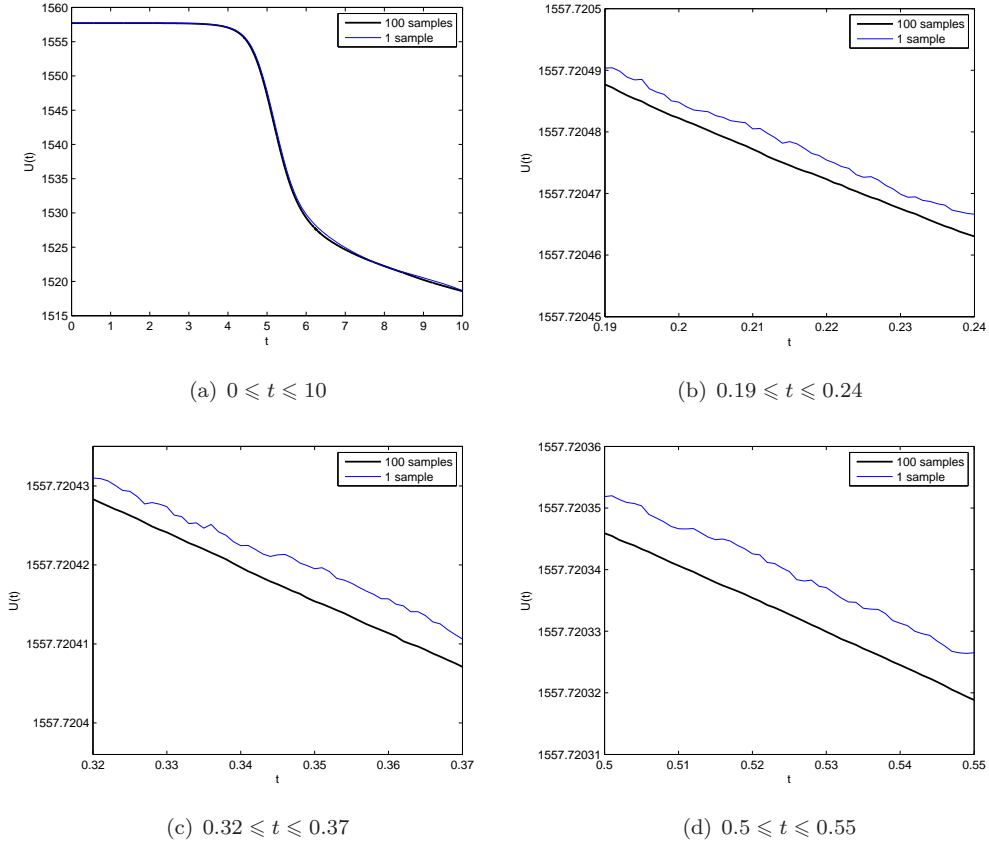 1560
1555
1550
1545
1540
1535
1530
1525
1520
1515
U(t)
0 1 2 3 4 5 6 7 8 9 10
t
100 samples
1 sample
(a) 0 ⩽ t ⩽ 10
1557.7205
1557.72049
1557.72048
1557.72047
1557.72046
1557.72045
U(t)
0.19 0.2 0.21 0.22 0.23 0.24
t
100 samples
1 sample
(b) 0.19 ⩽ t ⩽ 0.24
1557.72043
1557.72042
1557.72041
1557.7204
U(t)
0.32 0.33 0.34 0.35 0.36 0.37
t
100 samples
1 sample
(c) 0.32 ⩽ t ⩽ 0.37
1557.72036
1557.72035
1557.72034
1557.72033
1557.72032
1557.72031
U(t)
0.5 0.51 0.52 0.53 0.54 0.55
t
100 samples
1 sample
(d) 0.5 ⩽ t ⩽ 0.55